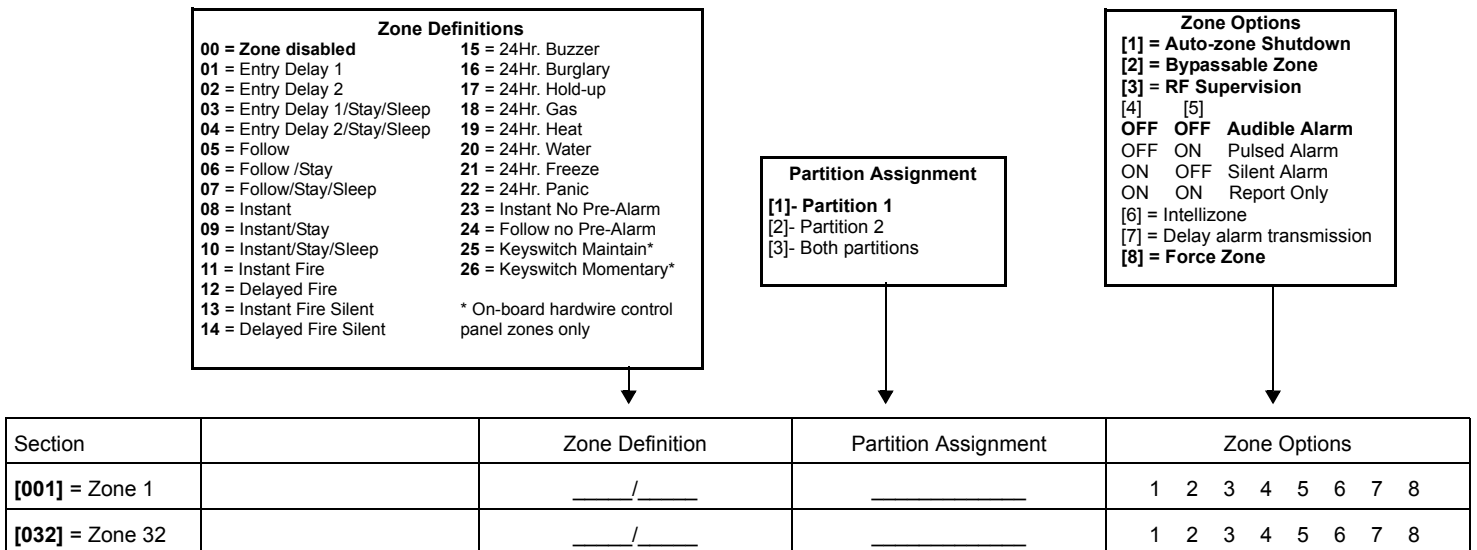 Zone Definitions
00 = Zone disabled
01 = Entry Delay 1
02 = Entry Delay 2
03 = Entry Delay 1/Stay/Sleep
04 = Entry Delay 2/Stay/Sleep
05 = Follow
06 = Follow /Stay
07 = Follow/Stay/Sleep
08 = Instant
09 = Instant/Stay
10 = Instant/Stay/Sleep
11 = Instant Fire
12 = Delayed Fire
13 = Instant Fire Silent
14 = Delayed Fire Silent
15 = 24Hr. Buzzer
16 = 24Hr. Burglary
17 = 24Hr. Hold-up
18 = 24Hr. Gas
19 = 24Hr. Heat
20 = 24Hr. Water
21 = 24Hr. Freeze
22 = 24Hr. Panic
23 = Instant No Pre-Alarm
24 = Follow no Pre-Alarm
25 = Keyswitch Maintain*
26 = Keyswitch Momentary*
* On-board hardwire control
panel zones only
Partition Assignment
[1]- Partition 1
[2]- Partition 2
[3]- Both partitions
Zone Options
[1] = Auto-zone Shutdown
[2] = Bypassable Zone
[3] = RF Supervision
[4] [5]
OFF OFF Audible Alarm
OFF ON Pulsed Alarm
ON OFF Silent Alarm
ON ON Report Only
[6] = Intellizone
[7] = Delay alarm transmission
[8] = Force Zone
Section Zone Definition Partition Assignment Zone Options
[001] = Zone 1 _____/_____ _____________ 1 2 3 4 5 6 7 8
[032] = Zone 32 _____/_____ _____________ 1 2 3 4 5 6 7 8